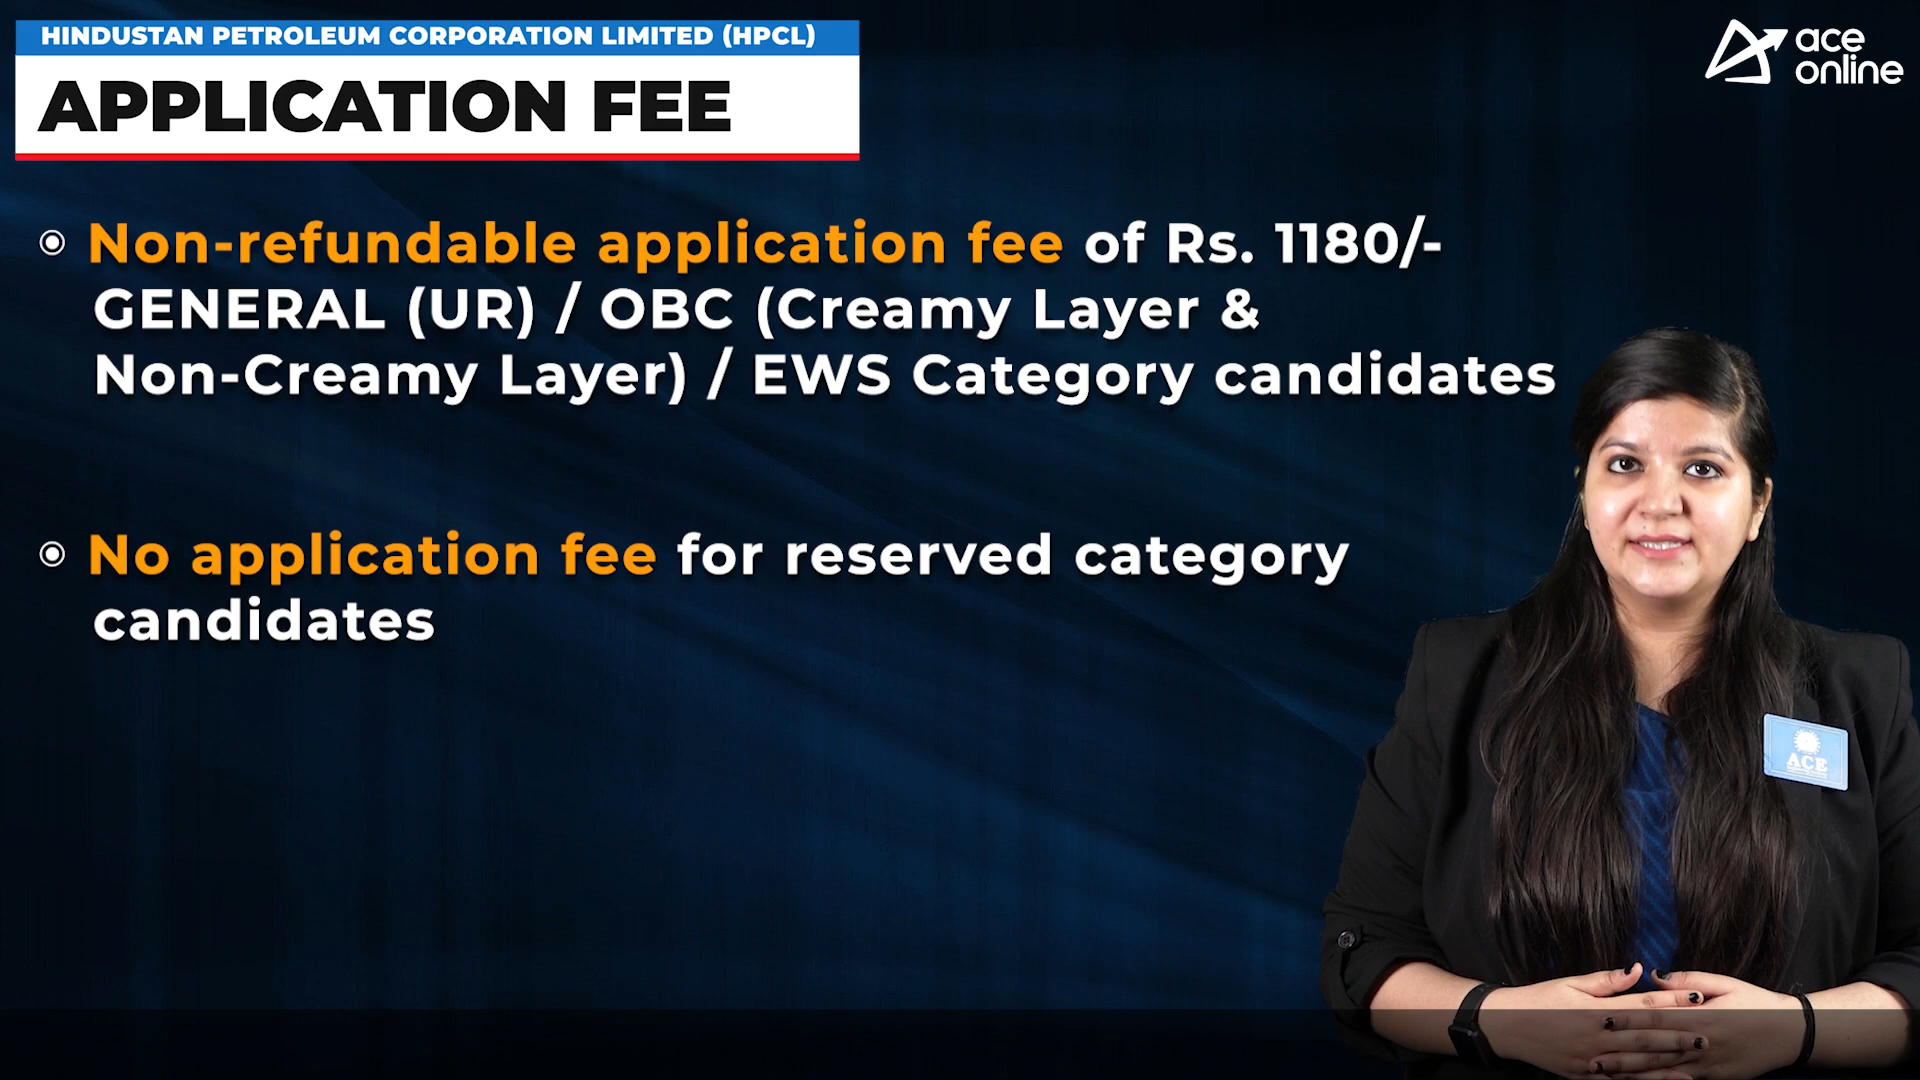 HINDUSTAN PETROLEUM CORPORATION LIMITED (HPCL)
APPLICATION FEE
ace
online
Non-refundable application fee of Rs. 1180/-
GENERAL (UR) / OBC (Creamy Layer &
Non-Creamy Layer) / EWS Category candidates
No application fee for reserved category
candidates
ACE